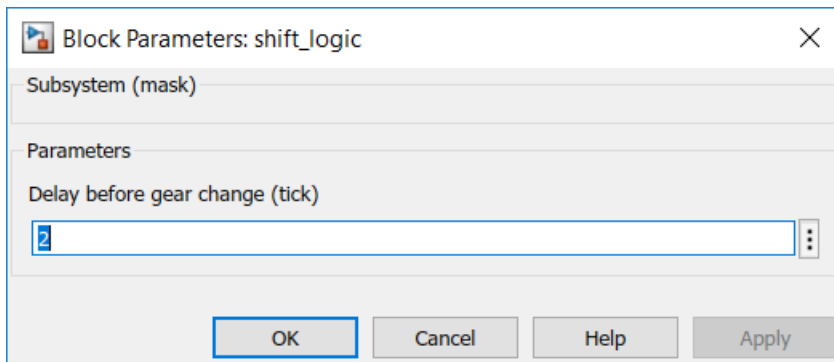 Block Parameters: shift_logic
Subsystem (mask)
Parameters
Delay before gear change (tick)
2
OK Cancel Help Apply